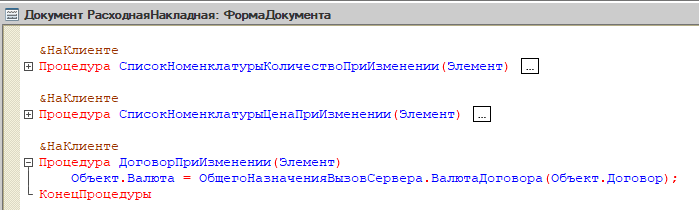 Документ РасходнаяНакладная: ФормаДокумента
&НаКлиенте
Процедура СписокНоменклатурыКоличествоПриИзменении(Элемент) ...
&НаКлиенте
Процедура СписокНоменклатурыЦенаПриИзменении(Элемент) ...
&НаКлиенте
Процедура ДоговорПриИзменении(Элемент)
Объект.Валюта = ОбщегоНазначенияВызовСервера.ВалютаДоговора(Объект.Договор);
КонецПроцедуры